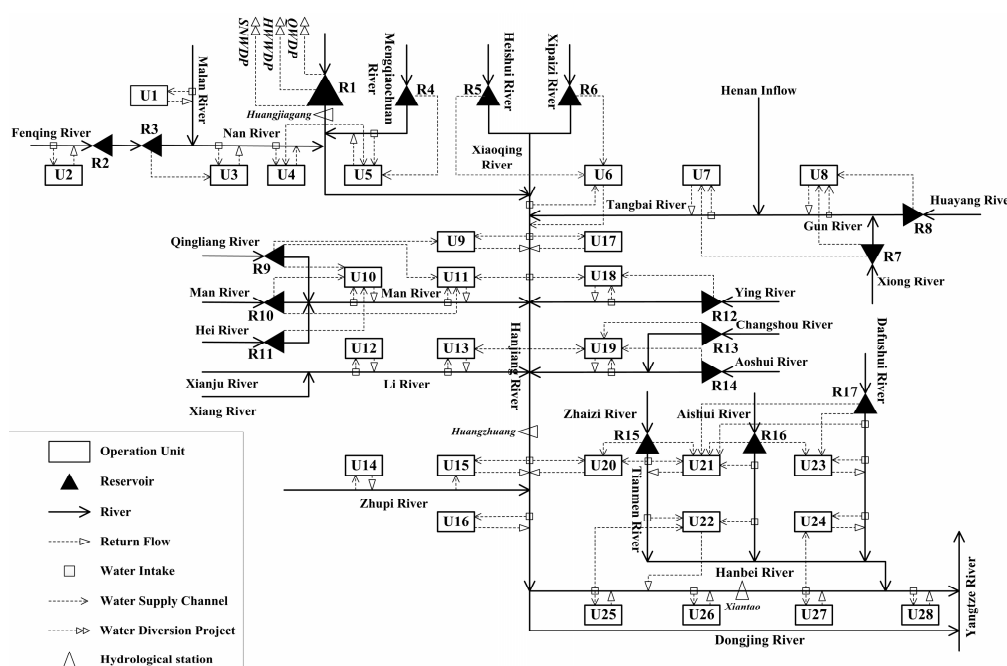 SNWDP
HWWDP
QWDP
Malan River
Mengqiaochuan
River
Heishui River
Xipaizi River
R1
R4
R5
R6
U1
Huangjiagang
Henan Inflow
Fenqing River
R3
Nan River
R2
Xiaoqing
River
U2
U3
U4
U5
U6
U7
U8
Tangbai River
Gun River
Huayang Rive
R8
Qingliang River
U9
U17
R7
R9
U10
U11
U18
Xiong River
Man River
Man River
Ying River
R10
R12
Hei River
Changshou River
R11
U12
U13
U19
R13
Hanjiang River
Dafushui River
Aoshui River
Xianju River
Li River
R14
Xiang River
R17
Huangzhuang
Zhaizi River
Aishui River
R15
R16
Operation Unit
U14
U15
U20
U21
U23
Reservoir
Tianmen River
River
Zhupi River
U16
U22
U24
Return Flow
Water Intake
Hanbei River
Water Supply Channel
Xiantao
Yangtze River
U25
U26
U27
U28
Water Diversion Project
Dongjing River
Hydrological station